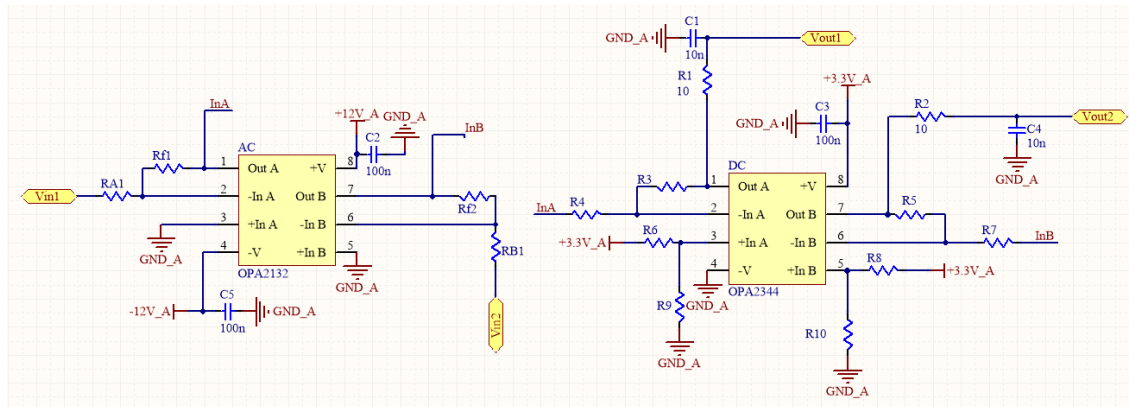 C1
GND_A
10n
Vout1
R1
10
+3.3V_A
InA
+12V_A
GND_A
InB
C3
GND_A
100n
R2
10
Vout2
C4
10n
GND_A
AC
C2
100n
Rf1
1
Out A
+V
8
Vin1
RA1
2
-In A
Out B
7
Rf2
3
+In A
-In B
6
GND_A
4
-V
+In B
5
RB1
OPA2132
GND_A
C5
-12V_A
GND_A
100n
Vin2
DC
R3
1
Out A
+V
8
InA
R4
2
-In A
Out B
7
R5
+3.3V_A
R6
3
+In A
-In B
6
R7
InB
4
-V
+In B
5
R8
+3.3V_A
OPA2344
R9
GND_A
R10
GND_A
GND_A